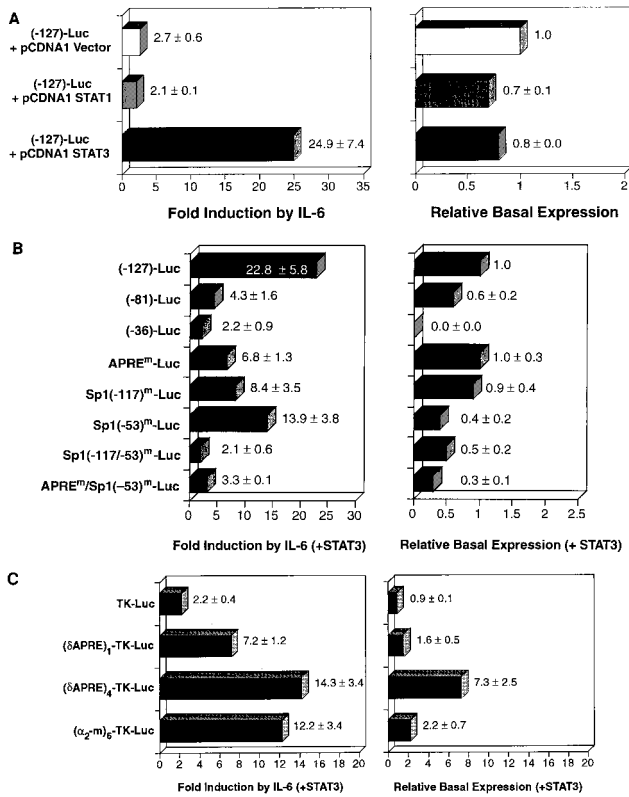 A
(-127)-Luc
+ pCDNA1 Vector
2.7 ± 0.6
1.0
(-127)-Luc
+ pCDNA1 STAT1
2.1 ± 0.1
0.7 ± 0.1
(-127)-Luc
+ pCDNA1 STAT3
24.9 ± 7.4
0.8 ± 0.0
0 5 10 15 20 25 30 35
0 0.5 1 1.5 2
Fold Induction by IL-6
Relative Basal Expression
B
(-127)-Luc
22.8 ± 5.8
1.0
(-81)-Luc
4.3 ± 1.6
0.6 ± 0.2
(-36)-Luc
2.2 ± 0.9
0.0 ± 0.0
APREᵐ-Luc
6.8 ± 1.3
1.0 ± 0.3
Sp1(-117)ᵐ-Luc
8.4 ± 3.5
0.9 ± 0.4
Sp1(-53)ᵐ-Luc
13.9 ± 3.8
0.4 ± 0.2
Sp1(-117/-53)ᵐ-Luc
2.1 ± 0.6
0.5 ± 0.2
APREᵐ/Sp1(–53)ᵐ-Luc
3.3 ± 0.1
0.3 ± 0.1
0 5 10 15 20 25 30
0 0.5 1 1.5 2 2.5
Fold Induction by IL-6 (+STAT3)
Relative Basal Expression (+ STAT3)
C
TK-Luc
2.2 ± 0.4
0.9 ± 0.1
(δAPRE)₁-TK-Luc
7.2 ± 1.2
1.6 ± 0.5
(δAPRE)₄-TK-Luc
14.3 ± 3.4
7.3 ± 2.5
(α₂-m)₆-TK-Luc
12.2 ± 3.4
2.2 ± 0.7
0 2 4 6 8 10 12 14 16 18 20
0 2 4 6 8 10 12 14 16 18 20
Fold Induction by IL-6 (+STAT3)
Relative Basal Expression (+STAT3)